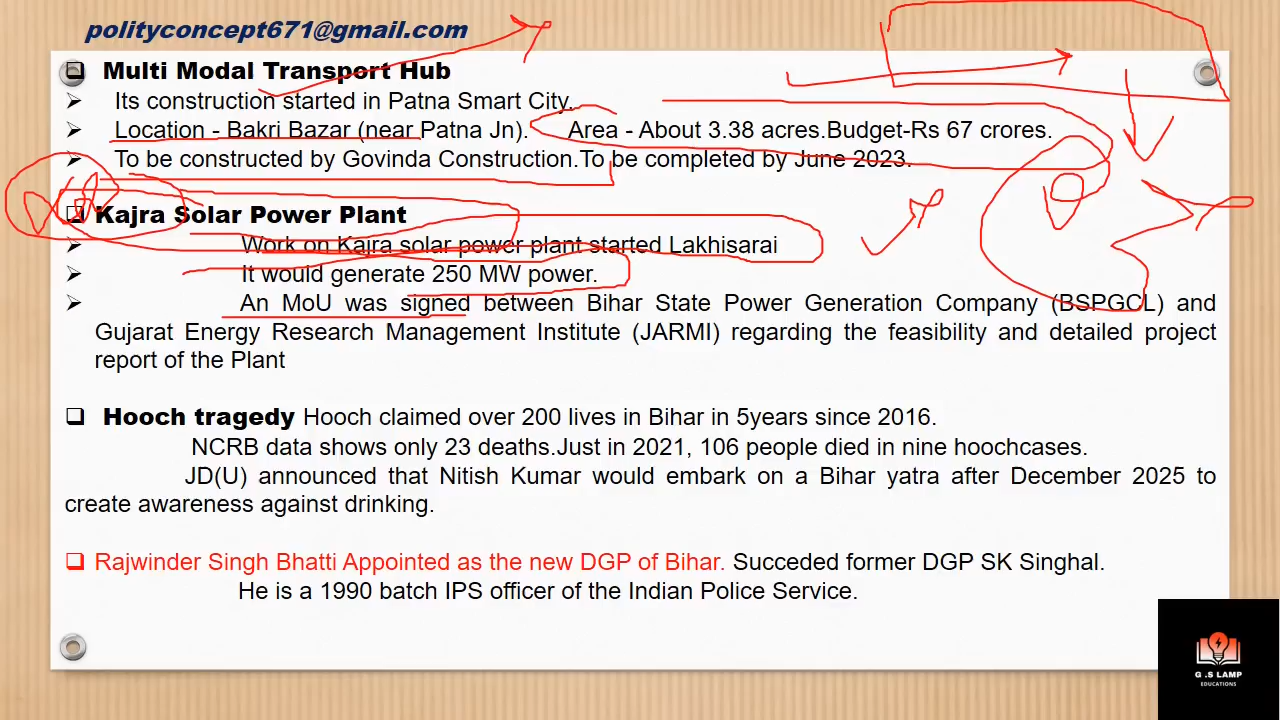 polityconcept671@gmail.com
Multi Modal Transport Hub
Its construction started in Patna Smart City.
Location - Bakri Bazar (near Patna Jn). Area - About 3.38 acres.Budget-Rs 67 crores.
To be constructed by Govinda Construction.To be completed by June 2023.
Kajra Solar Power Plant
Work on Kajra solar power plant started Lakhisarai
It would generate 250 MW power.
An MoU was signed between Bihar State Power Generation Company (BSPGCL) and
Gujarat Energy Research Management Institute (JARMI) regarding the feasibility and detailed project
report of the Plant
Hooch tragedy Hooch claimed over 200 lives in Bihar in 5years since 2016.
NCRB data shows only 23 deaths.Just in 2021, 106 people died in nine hoochcases.
JD(U) announced that Nitish Kumar would embark on a Bihar yatra after December 2025 to
create awareness against drinking.
Rajwinder Singh Bhatti Appointed as the new DGP of Bihar. Succeded former DGP SK Singhal.
He is a 1990 batch IPS officer of the Indian Police Service.
G .S LAMP
EDUCATIONS